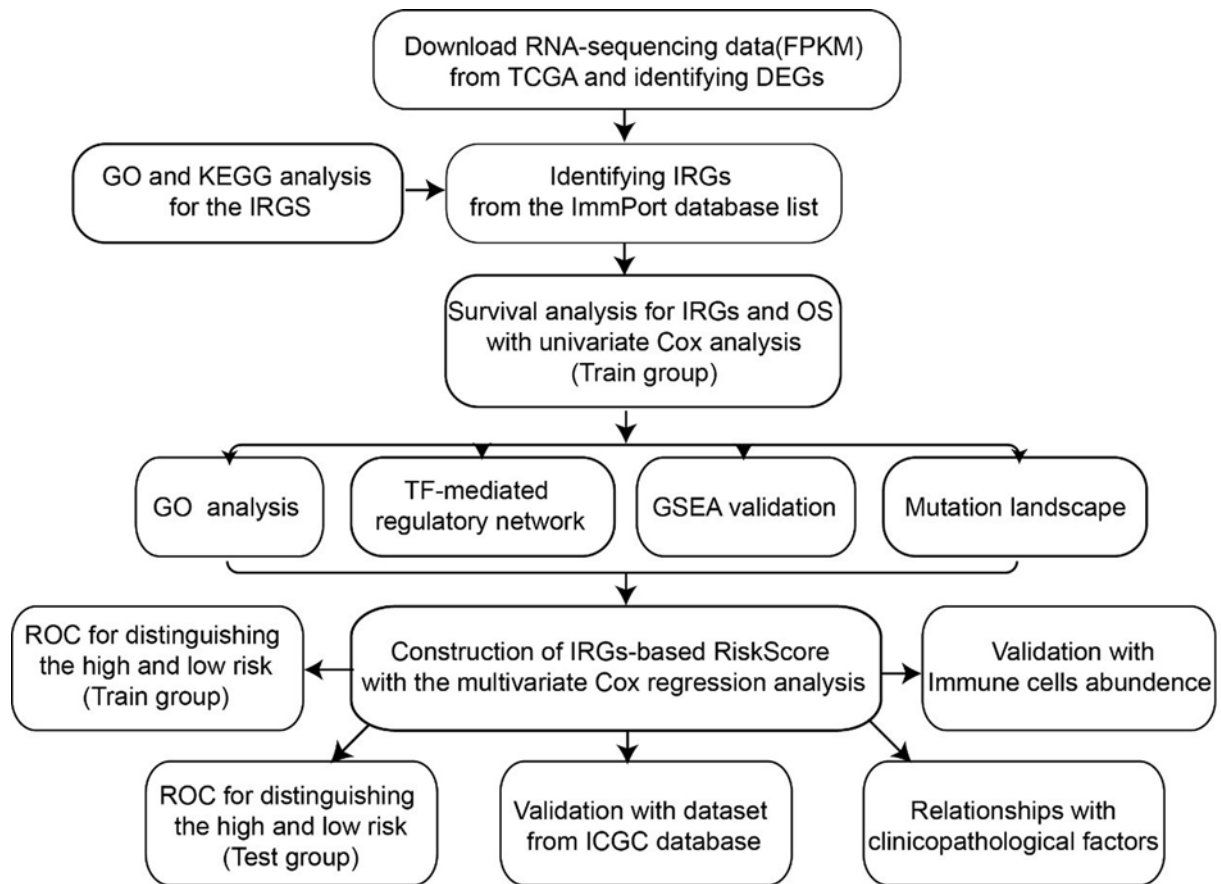 Download RNA-sequencing data(FPKM)
from TCGA and identifying DEGs
GO and KEGG analysis
for the IRGS
Identifying IRGs
from the ImmPort database list
Survival analysis for IRGs and OS
with univariate Cox analysis
(Train group)
GO analysis
TF-mediated
regulatory network
GSEA validation
Mutation landscape
ROC for distinguishing
the high and low risk
(Train group)
Construction of IRGs-based RiskScore
with the multivariate Cox regression analysis
Validation with
Immune cells abundence
ROC for distinguishing
the high and low risk
(Test group)
Validation with dataset
from ICGC database
Relationships with
clinicopathological factors